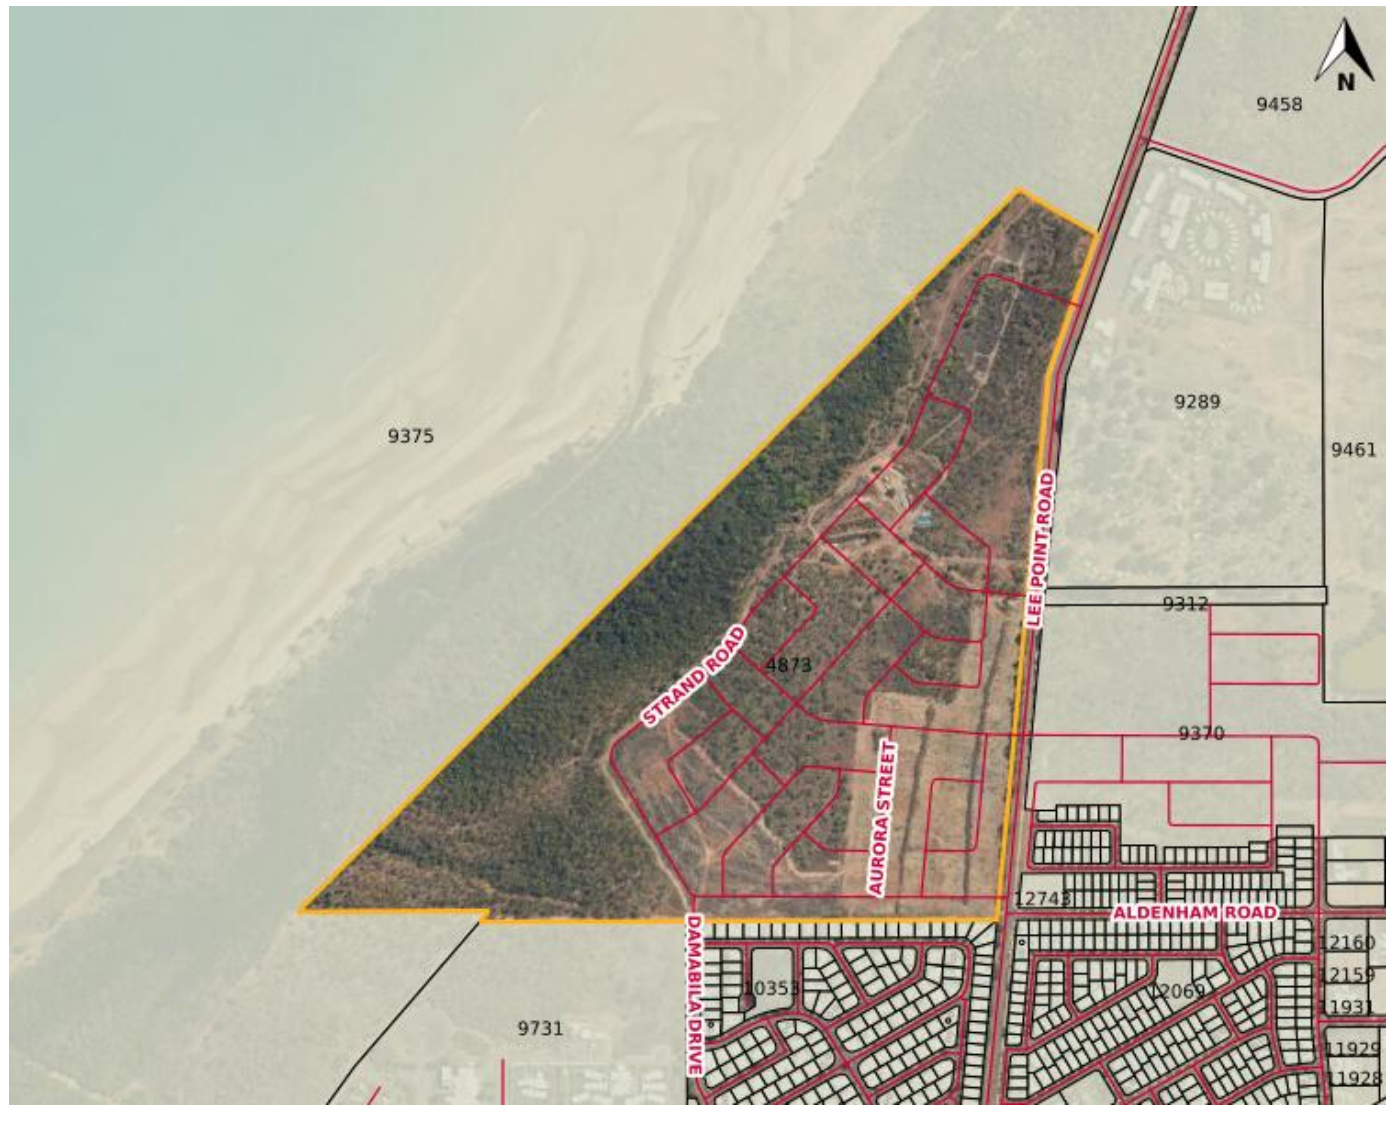 N
9458
9289
9375
9461
LEE POINT ROAD
9312
STRAND ROAD
4873
9370
AURORA STREET
12743
ALDENHAM ROAD
DAMABILA DRIVE
12160
12159
10353
12069
11931
9731
11929
11928